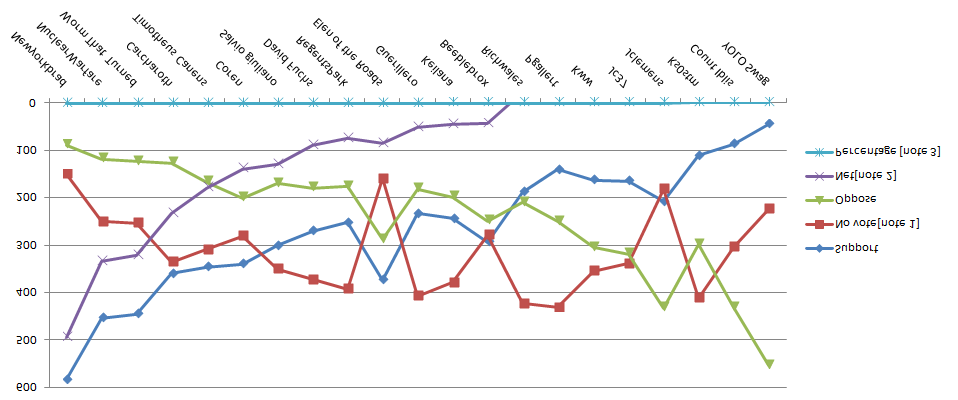 Newyorkbrad
NuclearWarfare
Worm That Turned
Carcharoth
Timotheus Canens
Coren
Salvio giuliano
David Fuchs
RegentsPark
Elen of the Roads
Guerillero
Keilana
Beeblebrox
Richwales
Pgallert
Kww
Jc37
Jclemens
Ks0stm
Count Iblis
YOLO Swag
0
100
200
300
400
500
600
Percentage [note 3]
Net[note 2]
Oppose
No vote[note 1]
Support